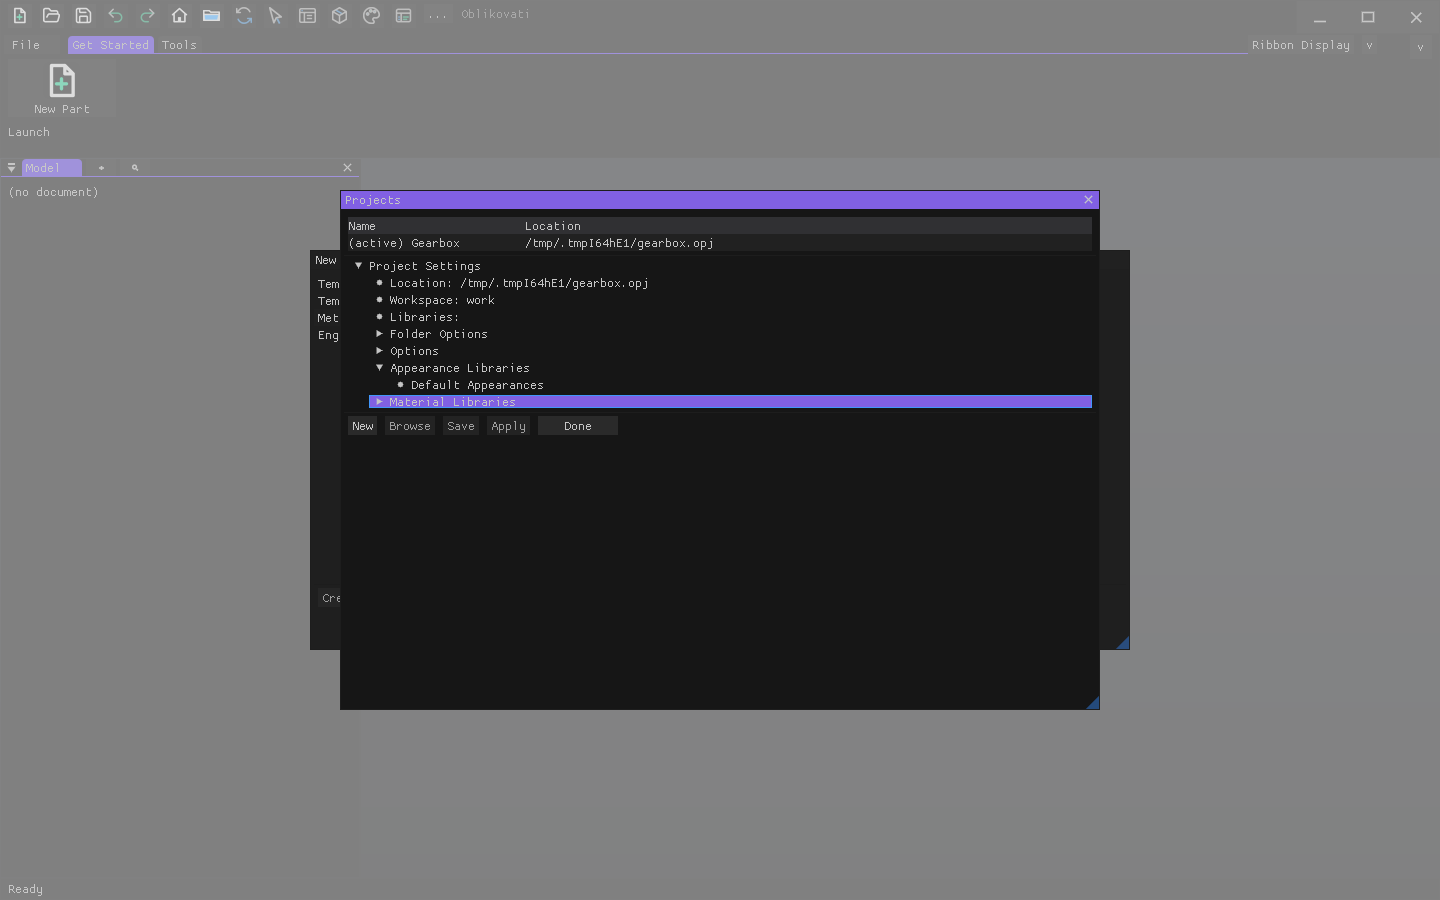 ... Oblikovati
File Get Started Tools Ribbon Display v v
New Part
Launch
Model
(no document)
Projects
Name Location
(active) Gearbox /tmp/.tmpI64hE1/gearbox.opj
Project Settings
Location: /tmp/.tmpI64hE1/gearbox.opj
Workspace: work
Libraries:
Folder Options
Options
Appearance Libraries
Default Appearances
Material Libraries
New Browse Save Apply Done
New
Tem
Tem
Met
Eng
Cre
Ready